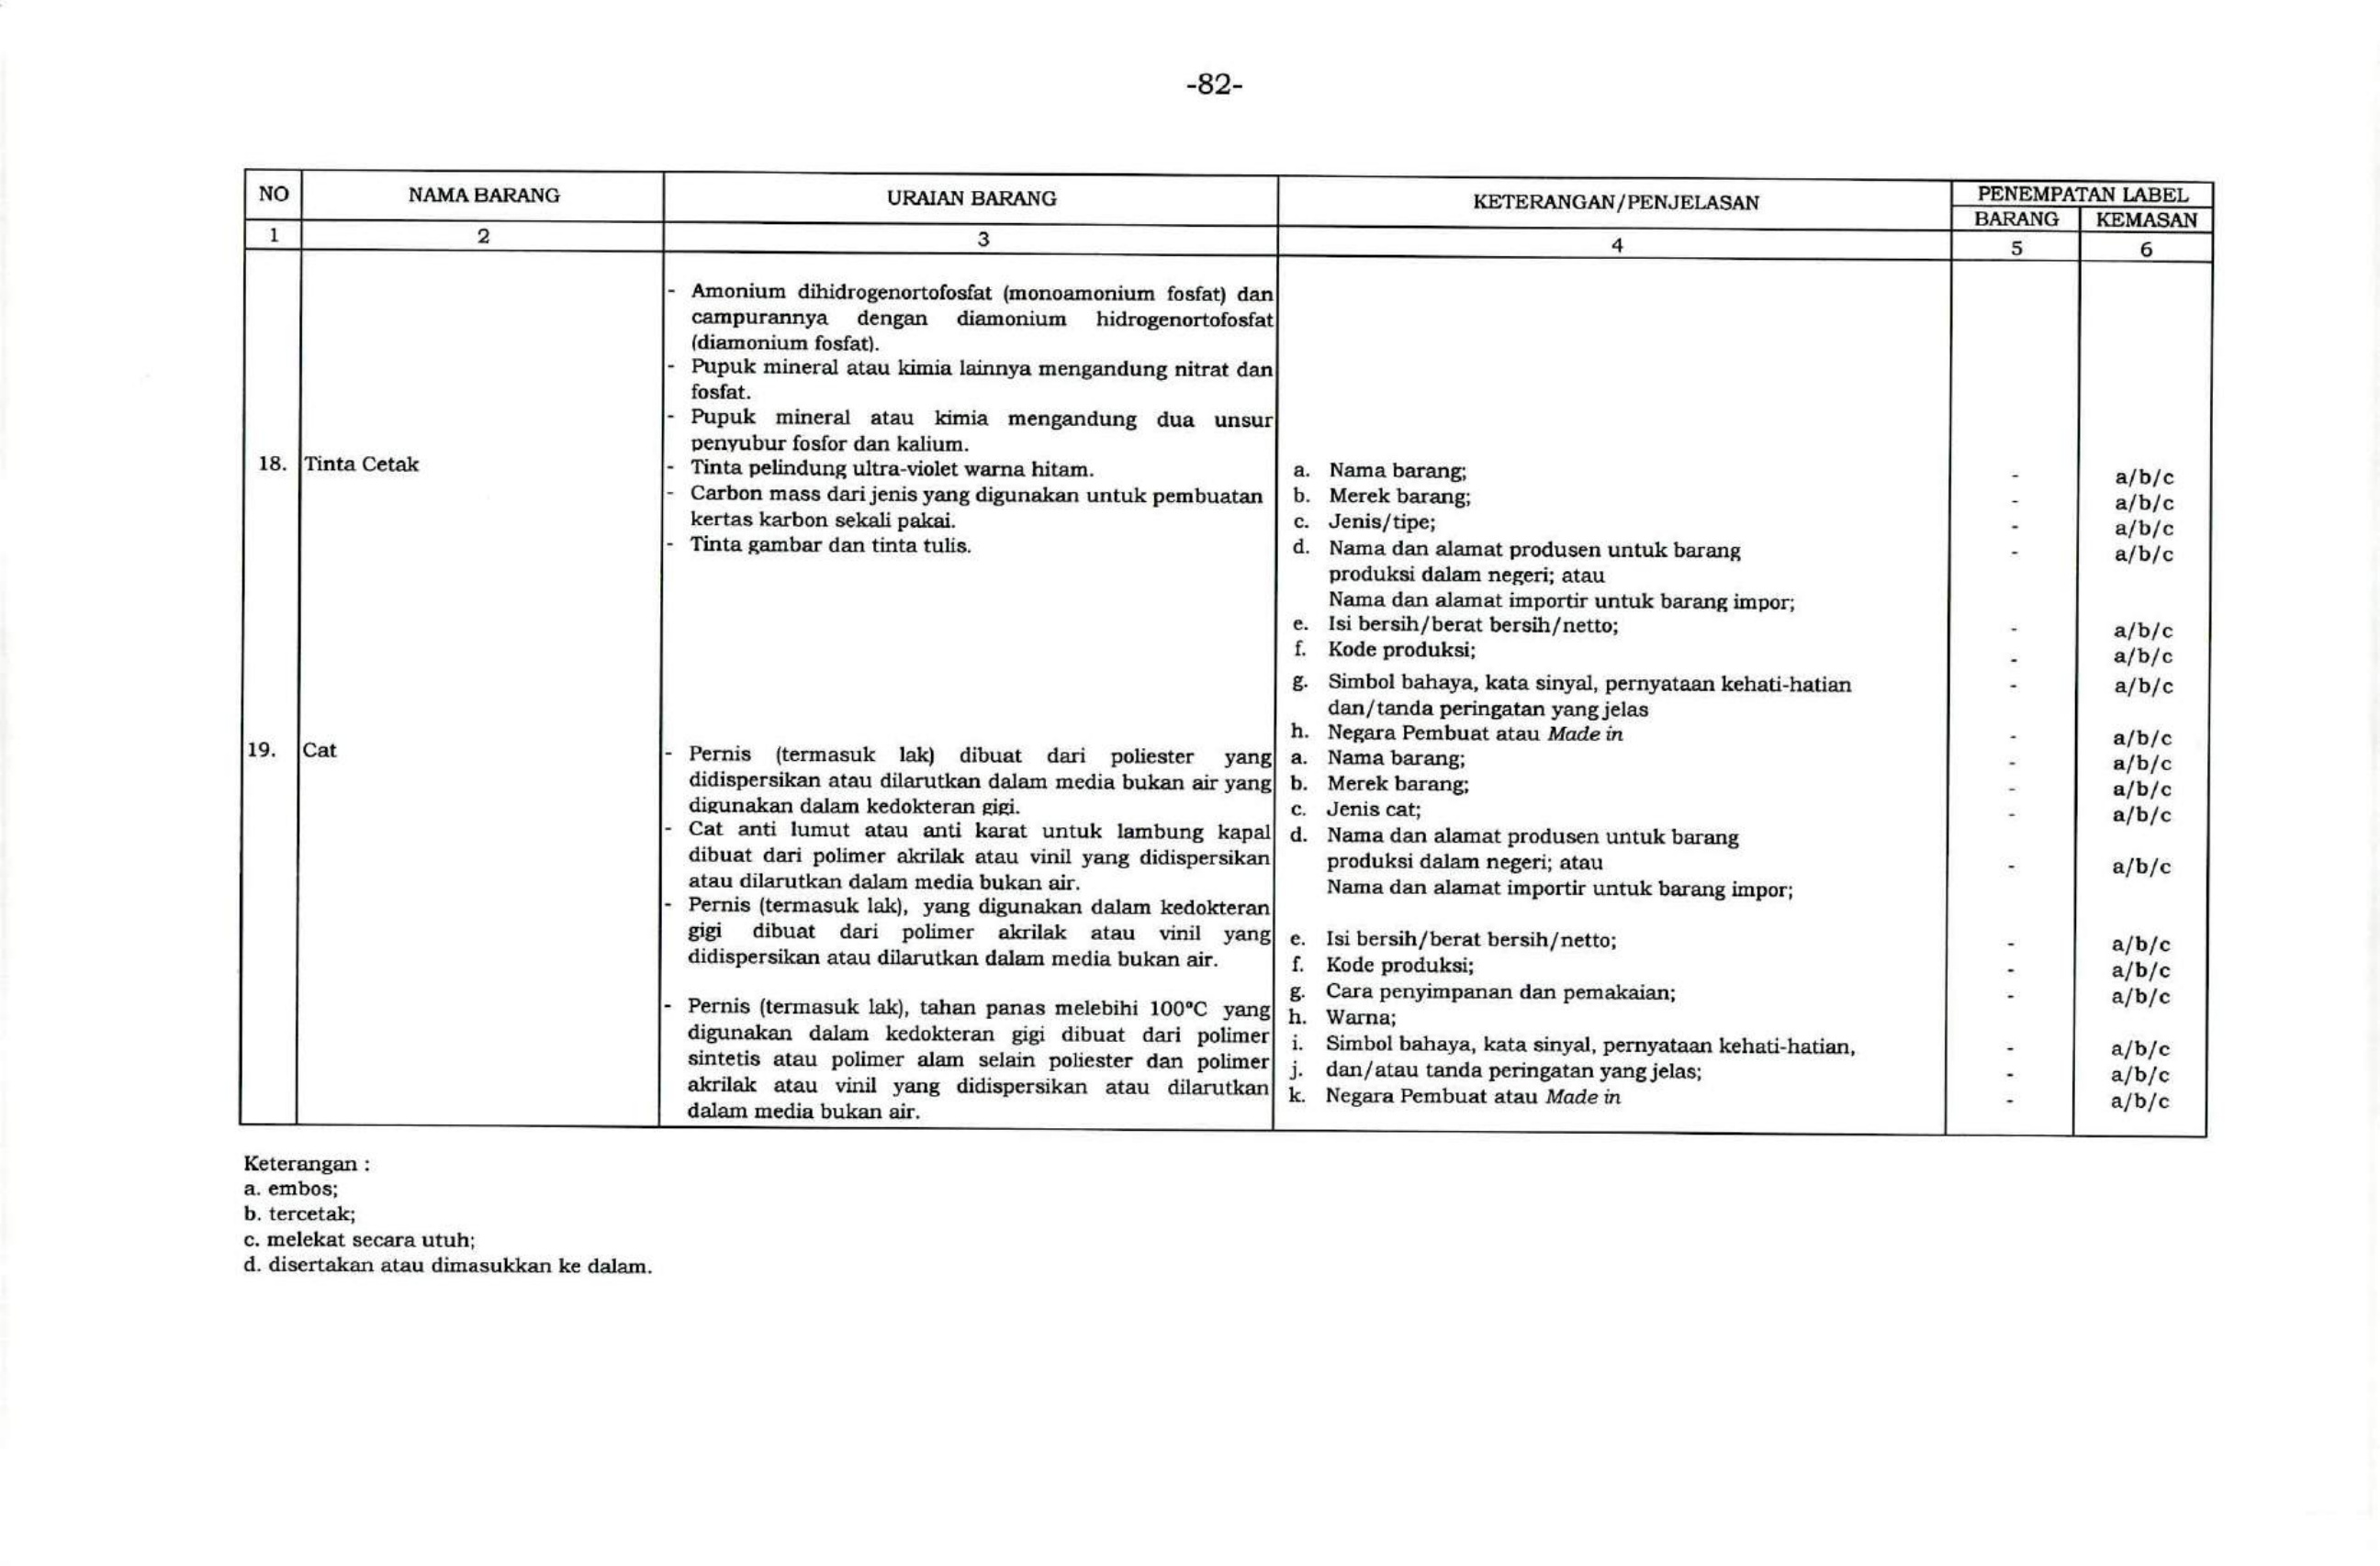 -82-
NO
NAMA BARANG
URAIAN BARANG
KETERANGAN/PENJELASAN
PENEMPATAN LABEL
BARANG
KEMASAN
1
2
3
4
5
6
- Amonium dihidrogenortofosfat (monoamonium fosfat) dan
campurannya dengan diamonium hidrogenortofosfat
(diamonium fosfat).
- Pupuk mineral atau kimia lainnya mengandung nitrat dan
fosfat.
- Pupuk mineral atau kimia mengandung dua unsur
penyubur fosfor dan kalium.
18. Tinta Cetak
- Tinta pelindung ultra-violet warna hitam.
- Carbon mass dari jenis yang digunakan untuk pembuatan
kertas karbon sekali pakai.
- Tinta gambar dan tinta tulis.
a. Nama barang; - a/b/c
b. Merek barang; - a/b/c
c. Jenis/tipe; - a/b/c
d. Nama dan alamat produsen untuk barang - a/b/c
produksi dalam negeri; atau
Nama dan alamat importir untuk barang impor;
e. Isi bersih/berat bersih/netto; - a/b/c
f. Kode produksi; - a/b/c
g. Simbol bahaya, kata sinyal, pernyataan kehati-hatian - a/b/c
dan/tanda peringatan yang jelas
h. Negara Pembuat atau Made in - a/b/c
19. Cat
- Pernis (termasuk lak) dibuat dari poliester yang
didispersikan atau dilarutkan dalam media bukan air yang
digunakan dalam kedokteran gigi.
- Cat anti lumut atau anti karat untuk lambung kapal
dibuat dari polimer akrilak atau vinil yang didispersikan
atau dilarutkan dalam media bukan air.
- Pernis (termasuk lak), yang digunakan dalam kedokteran
gigi dibuat dari polimer akrilak atau vinil yang
didispersikan atau dilarutkan dalam media bukan air.
- Pernis (termasuk lak), tahan panas melebihi 100°C yang
digunakan dalam kedokteran gigi dibuat dari polimer
sintetis atau polimer alam selain poliester dan polimer
akrilak atau vinil yang didispersikan atau dilarutkan
dalam media bukan air.
a. Nama barang; - a/b/c
b. Merek barang; - a/b/c
c. Jenis cat; - a/b/c
d. Nama dan alamat produsen untuk barang
produksi dalam negeri; atau - a/b/c
Nama dan alamat importir untuk barang impor;
e. Isi bersih/berat bersih/netto; - a/b/c
f. Kode produksi; - a/b/c
g. Cara penyimpanan dan pemakaian; - a/b/c
h. Warna;
i. Simbol bahaya, kata sinyal, pernyataan kehati-hatian, - a/b/c
j. dan/atau tanda peringatan yang jelas; - a/b/c
k. Negara Pembuat atau Made in - a/b/c
Keterangan :
a. embos;
b. tercetak;
c. melekat secara utuh;
d. disertakan atau dimasukkan ke dalam.